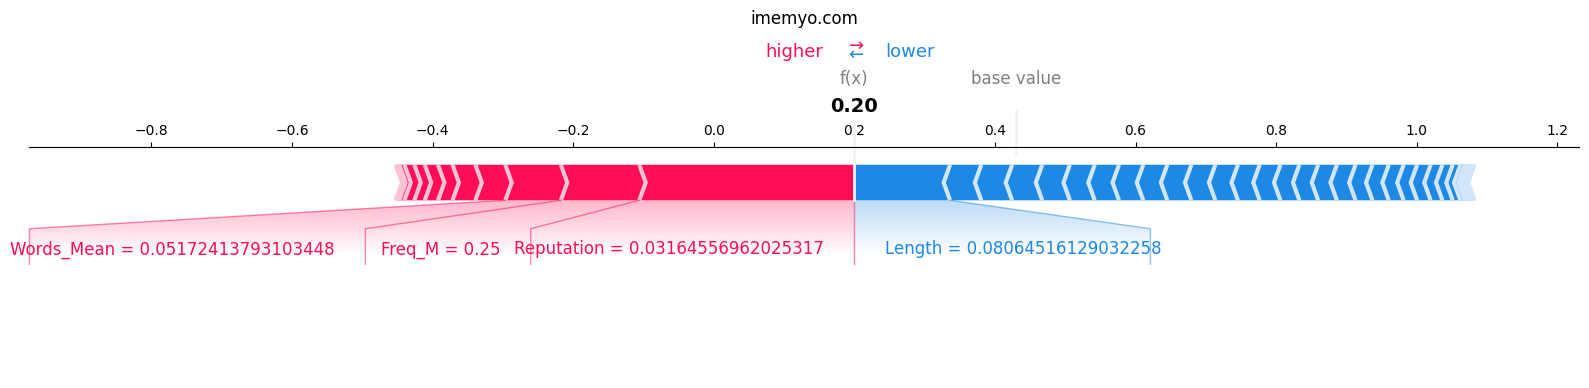 imemyo.com
higher ⇄ lower
f(x) base value
0.20
−0.8 −0.6 −0.4 −0.2 0.0 0.2 0.4 0.6 0.8 1.0 1.2
Words_Mean = 0.05172413793103448 Freq_M = 0.25 Reputation = 0.03164556962025317 Length = 0.08064516129032258